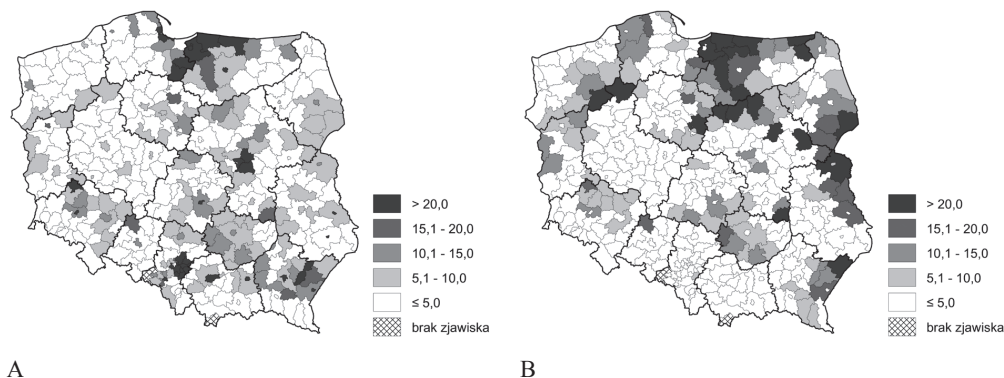 > 20,0
15,1 - 20,0
10,1 - 15,0
5,1 - 10,0
≤ 5,0
brak zjawiska
A
> 20,0
15,1 - 20,0
10,1 - 15,0
5,1 - 10,0
≤ 5,0
brak zjawiska
B